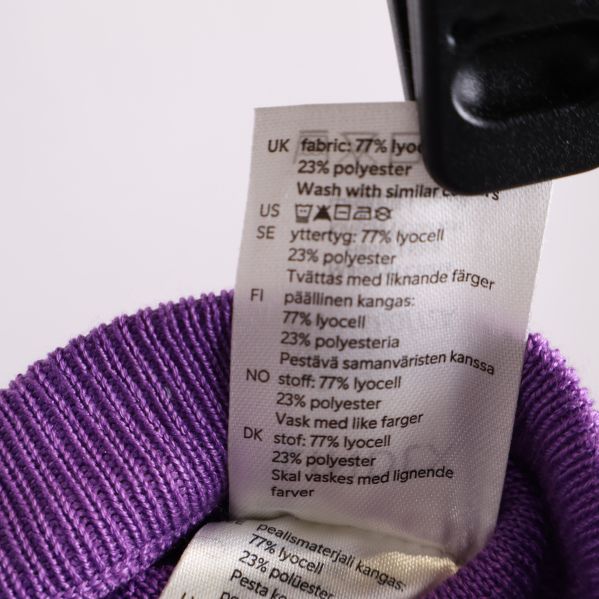 UK fabric: 77%
23% polyester
Wash with similar
US
SE yttertyg: 77% lyocell
23% polyester
Tvättas med liknande färger
FI päällinen kangas:
77% lyocell
23% polyesteria
Pestävä samanväristen kanssa
NO stoff: 77% lyocell
23% polyester
Vask med like farger
DK stof: 77% lyocell
23% polyester
Skal vaskes med lignende
farver
pealismaterjali kangas:
77% lyocell
23% polüester
Pesta